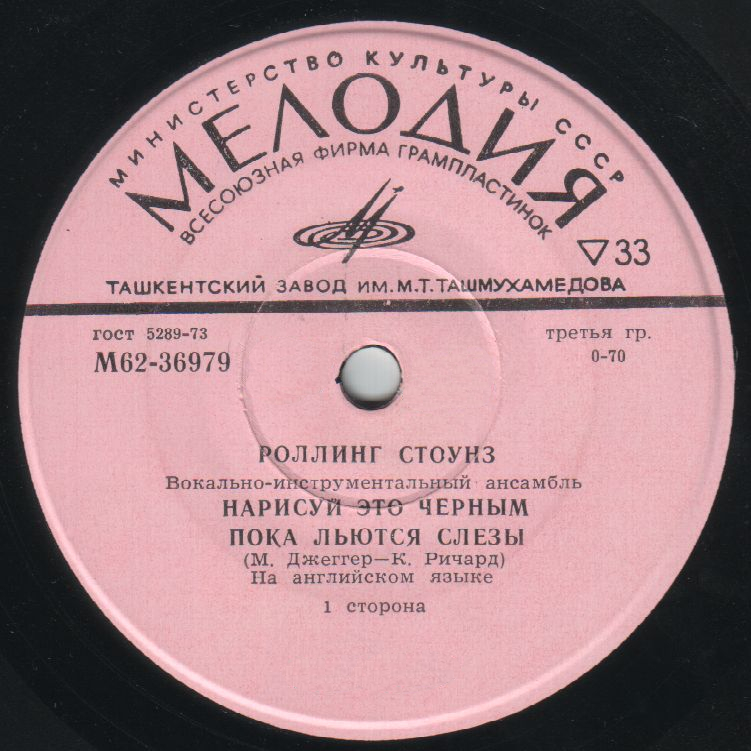 МИНИСТЕРСТВО КУЛЬТУРЫ СССР
МЕЛОДИЯ
ВСЕСОЮЗНАЯ ФИРМА ГРАМПЛАСТИНОК
▽33
ТАШКЕНТСКИЙ ЗАВОД ИМ. М.Т. ТАШМУХАМЕДОВА
гост 5289-73
третья гр.
М62-36979
0-70
РОЛЛИНГ СТОУНЗ
Вокально-инструментальный ансамбль
НАРИСУЙ ЭТО ЧЕРНЫМ
ПОКА ЛЬЮТСЯ СЛЕЗЫ
(М. Джеггер—К. Ричард)
На английском языке
1 сторона